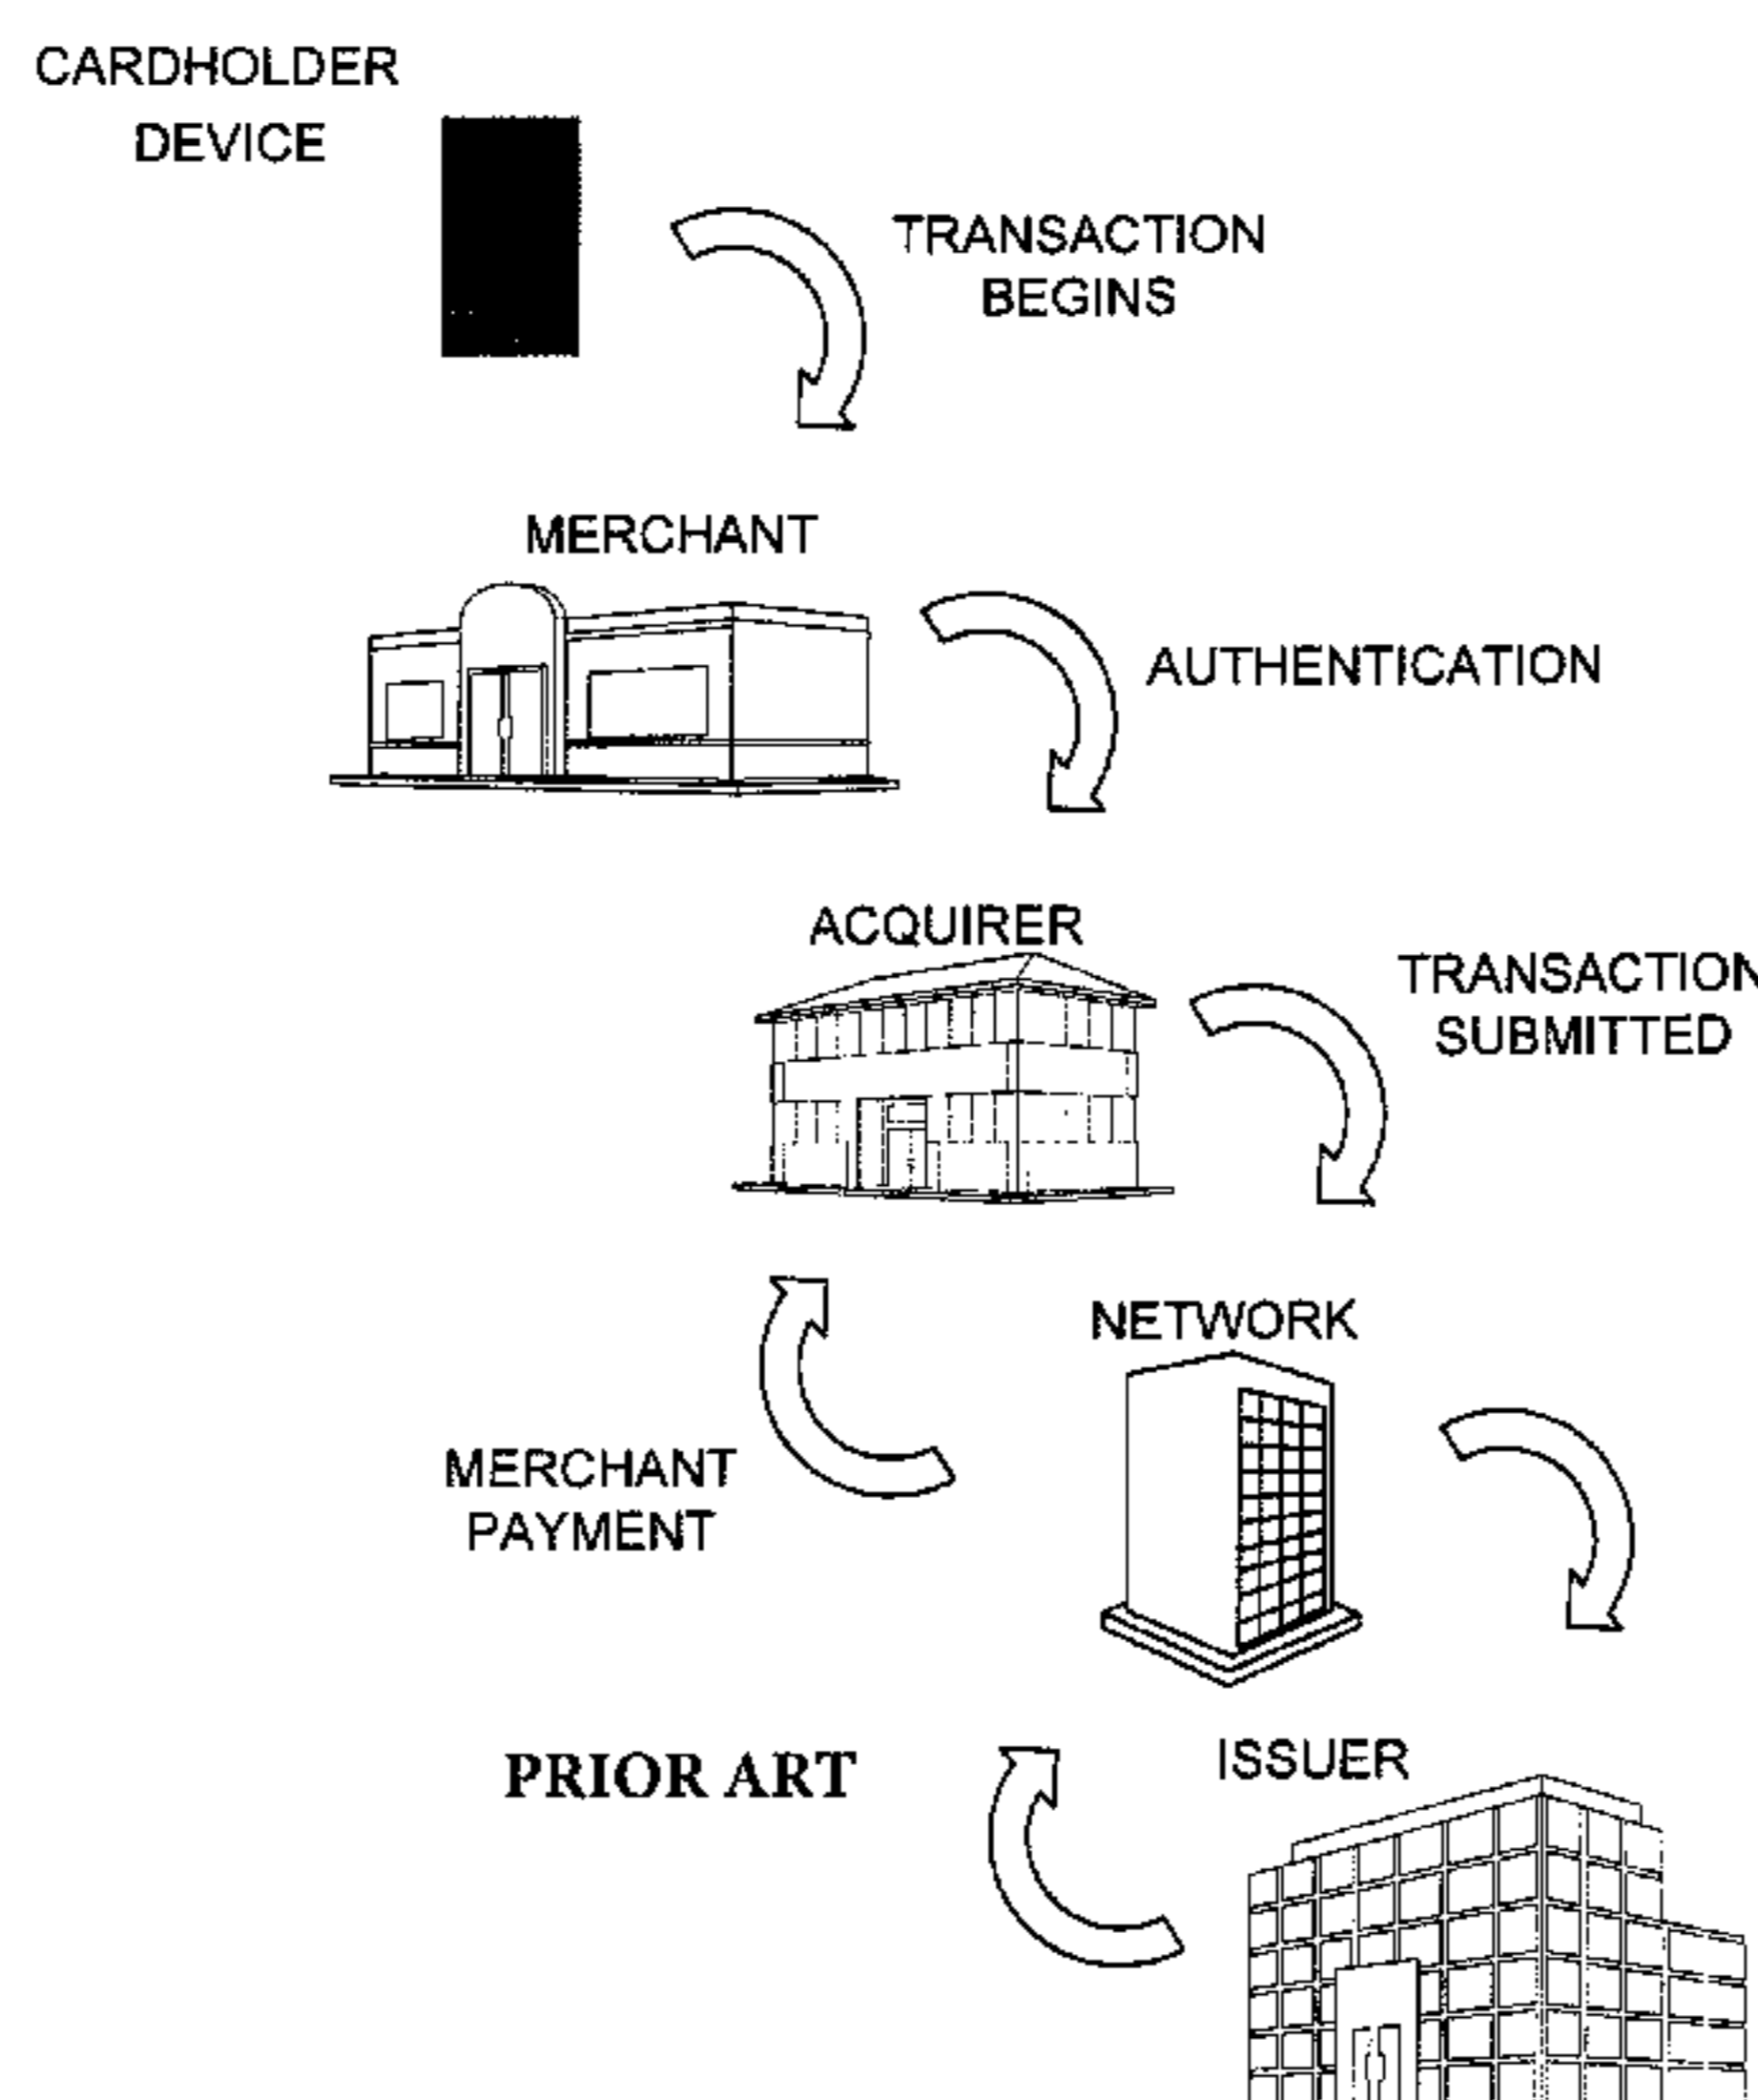 CARDHOLDER
DEVICE
TRANSACTION
BEGINS
MERCHANT
AUTHENTICATION
ACQUIRER
TRANSACTION
SUBMITTED
NETWORK
MERCHANT
PAYMENT
PRIOR ART
ISSUER